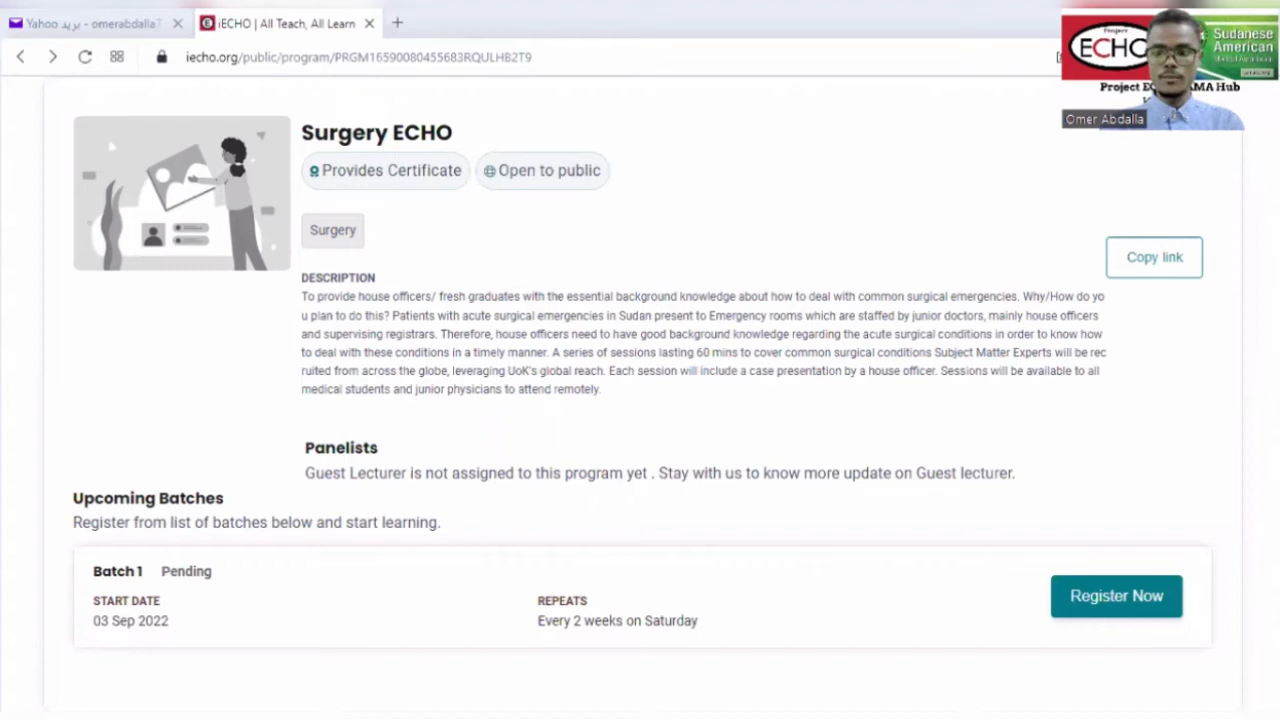 Yahoo بريد - omerabdalla7
iECHO | All Teach, All Learn
iecho.org/public/program/PRGM16590080455683RQULHB2T9
ECHO
Sudanese
American
Omer Abdalla
Surgery ECHO
Provides Certificate
Open to public
Surgery
Copy link
DESCRIPTION
To provide house officers/ fresh graduates with the essential background knowledge about how to deal with common surgical emergencies, Why/How do yo
u plan to do this? Patients with acute surgical emergencies in Sudan present to Emergency rooms which are staffed by junior doctors, mainly house officers
and supervising registrars. Therefore, house officers need to have good background knowledge regarding the acute surgical conditions in order to know how
to deal with these conditions in a timely manner. A series of sessions lasting 60 mins to cover common surgical conditions Subject Matter Experts will be rec
ruited from across the globe, leveraging UoK's global reach. Each session will include a case presentation by a house officer. Sessions will be available to all
medical students and junior physicians to attend remotely.
Panelists
Guest Lecturer is not assigned to this program yet . Stay with us to know more update on Guest lecturer.
Upcoming Batches
Register from list of batches below and start learning.
Batch 1 Pending
START DATE
03 Sep 2022
REPEATS
Every 2 weeks on Saturday
Register Now